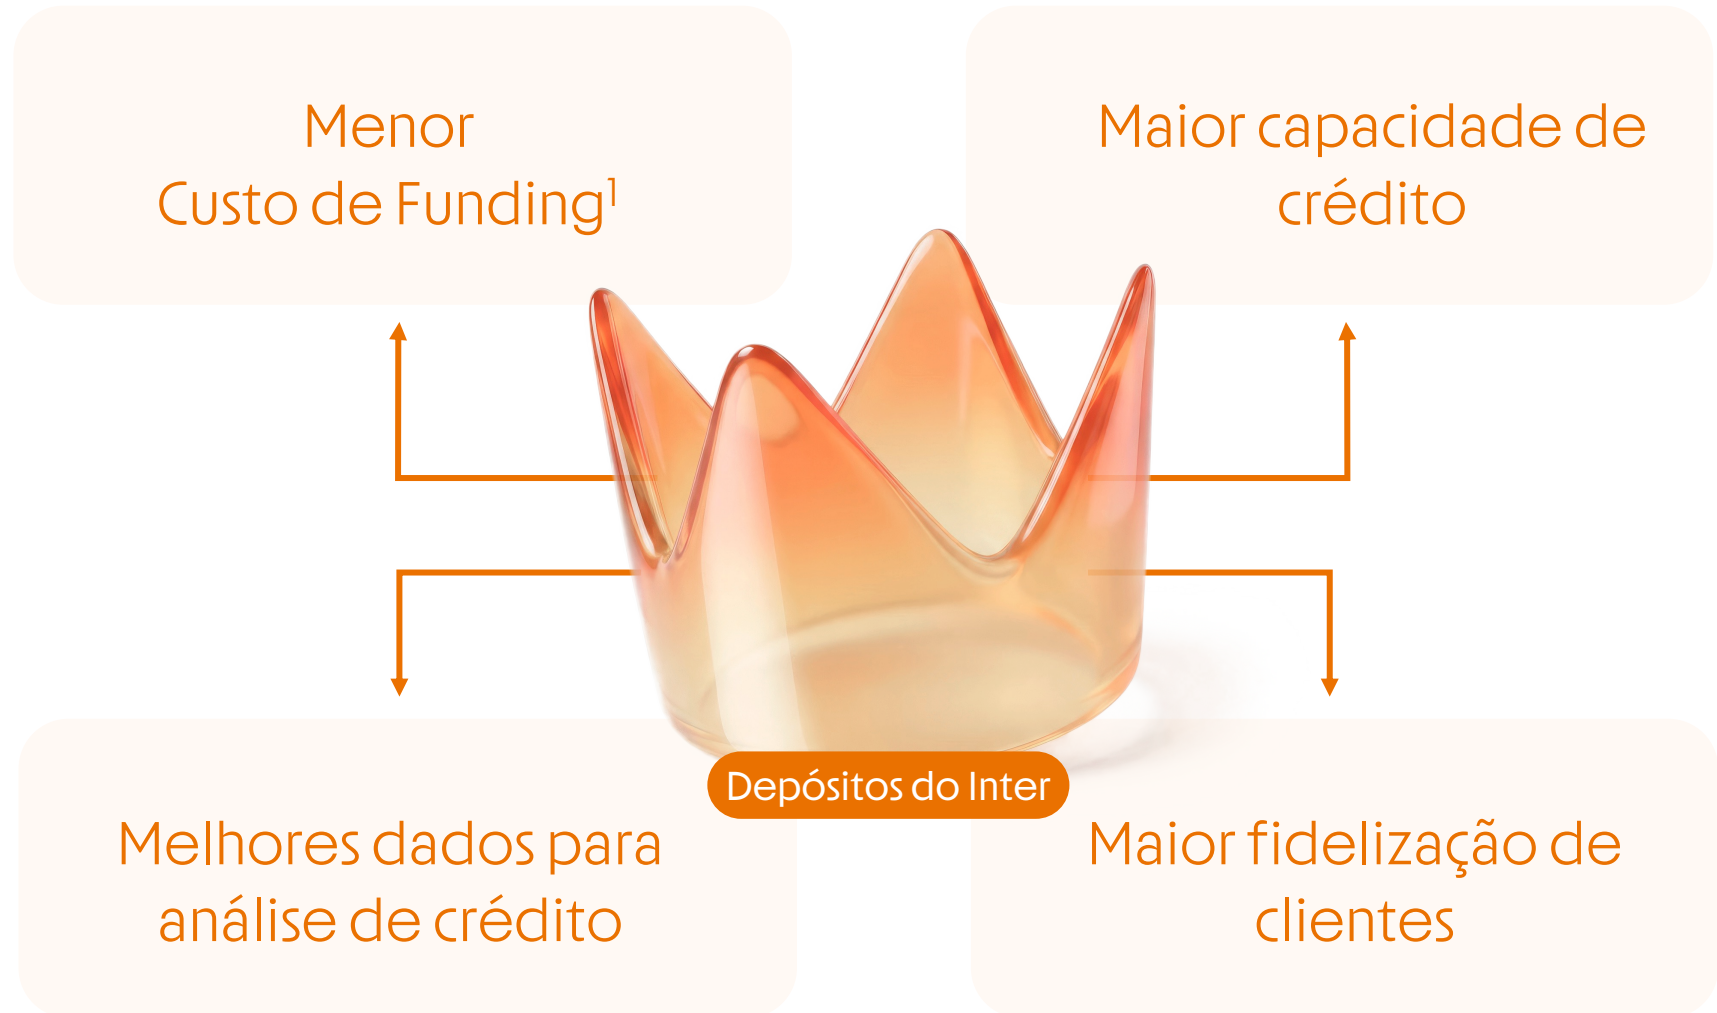 Menor
Custo de Funding¹
Maior capacidade de
crédito
Depósitos do Inter
Melhores dados para
análise de crédito
Maior fidelização de
clientes